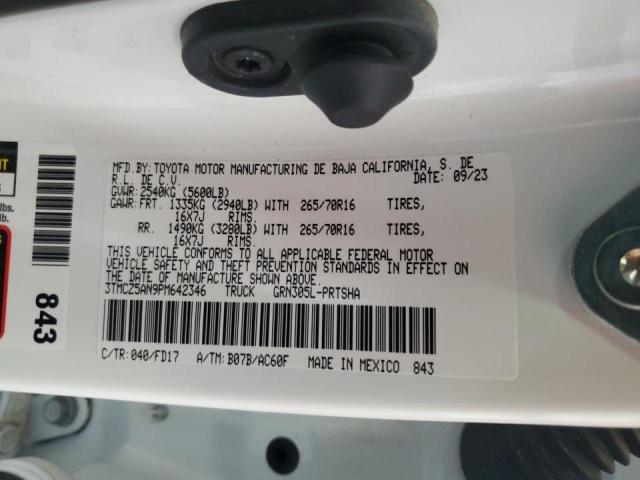 MFD.BY:TOYOTA MOTOR MANUFACTURING DE BAJA CALIFORNIA, S. DE
R.L. DE C.V. DATE: 09/23
GVWR:2540KG (5600LB)
GAWR:FRT. 1335KG (2940LB) WITH 265/70R16 TIRES,
16X7J RIMS.
RR. 1490KG (3280LB) WITH 265/70R16 TIRES,
16X7J RIMS.
THIS VEHICLE CONFORMS TO ALL APPLICABLE FEDERAL MOTOR
VEHICLE SAFETY AND THEFT PREVENTION STANDARDS IN EFFECT ON
THE DATE OF MANUFACTURE SHOWN ABOVE.
3TMC25AN9PM642346 TRUCK GRN305L-PRTSHA
C/TR:040/FD17 A/TM:B07B/AC60F MADE IN MEXICO 843
843
lbs.
lb.